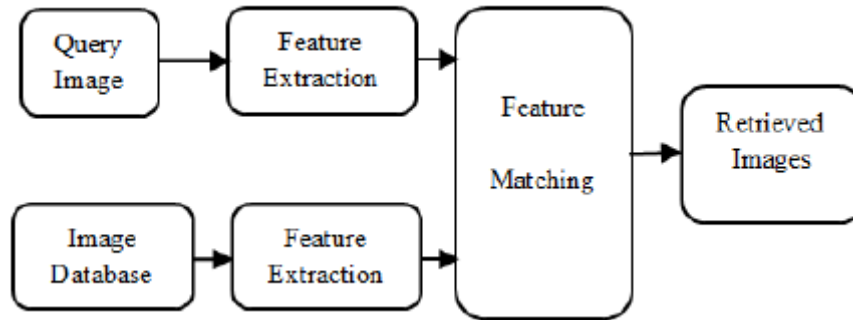 Query
Image
Feature
Extraction
Feature
Matching
Retrieved
Images
Image
Database
Feature
Extraction